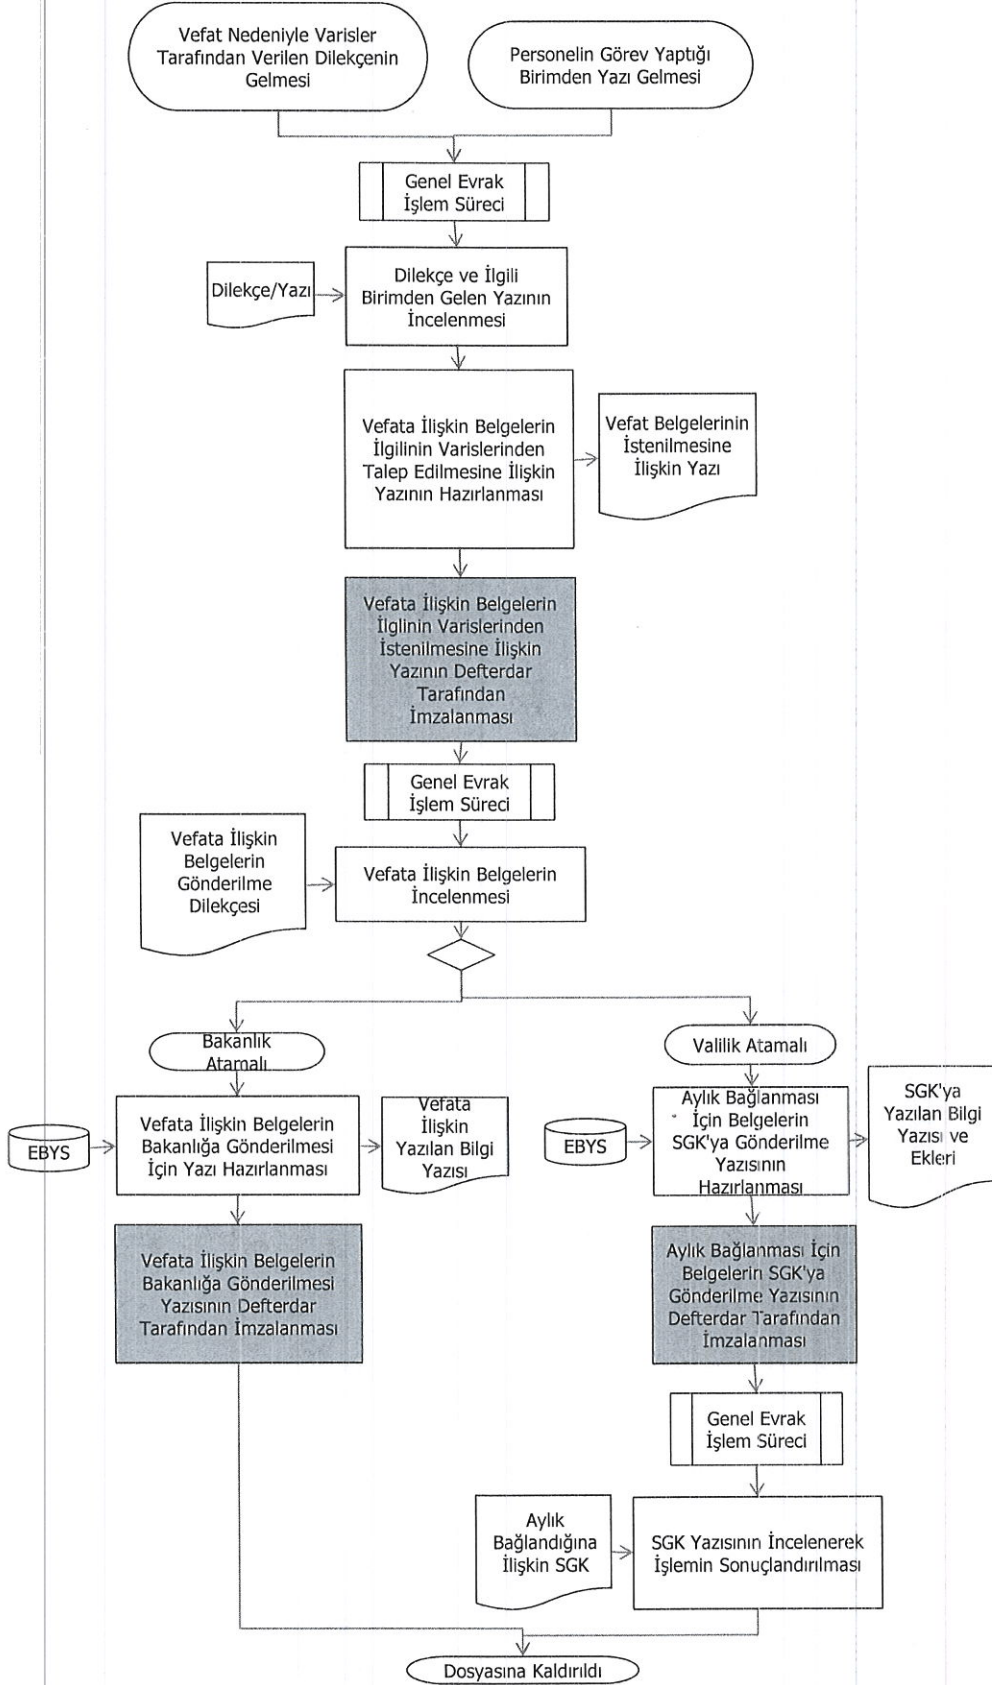 Vefat Nedeniyle Varisler
Tarafından Verilen Dilekçenin
Gelmesi
Personelin Görev Yaptığı
Birimden Yazı Gelmesi
Genel Evrak
İşlem Süreci
Dilekçe/Yazı
Dilekçe ve İlgili
Birimden Gelen Yazının
İncelenmesi
Vefata İlişkin Belgelerin
İlgilinin Varislerinden
Talep Edilmesine İlişkin
Yazının Hazırlanması
Vefat Belgelerinin
İstenilmesine
İlişkin Yazı
Vefata İlişkin Belgelerin
İlglinin Varislerinden
İstenilmesine İlişkin
Yazının Defterdar
Tarafından
İmzalanması
Genel Evrak
İşlem Süreci
Vefata İlişkin
Belgelerin
Gönderilme
Dilekçesi
Vefata İlişkin Belgelerin
İncelenmesi
Bakanlık
Atamalı
Valilik Atamalı
EBYS
Vefata İlişkin Belgelerin
Bakanlığa Gönderilmesi
İçin Yazı Hazırlanması
Vefata
İlişkin
Yazılan Bilgi
Yazısı
EBYS
Aylık Bağlanması
İçin Belgelerin
SGK'ya Gönderilme
Yazısının
Hazırlanması
SGK'ya
Yazılan Bilgi
Yazısı ve
Ekleri
Vefata İlişkin Belgelerin
Bakanlığa Gönderilmesi
Yazısının Defterdar
Tarafından İmzalanması
Aylık Bağlanması İçin
Belgelerin SGK'ya
Gönderilme Yazısının
Defterdar Tarafından
İmzalanması
Genel Evrak
İşlem Süreci
Aylık
Bağlandığına
İlişkin SGK
SGK Yazısının İncelenerek
İşlemin Sonuçlandırılması
Dosyasına Kaldırıldı